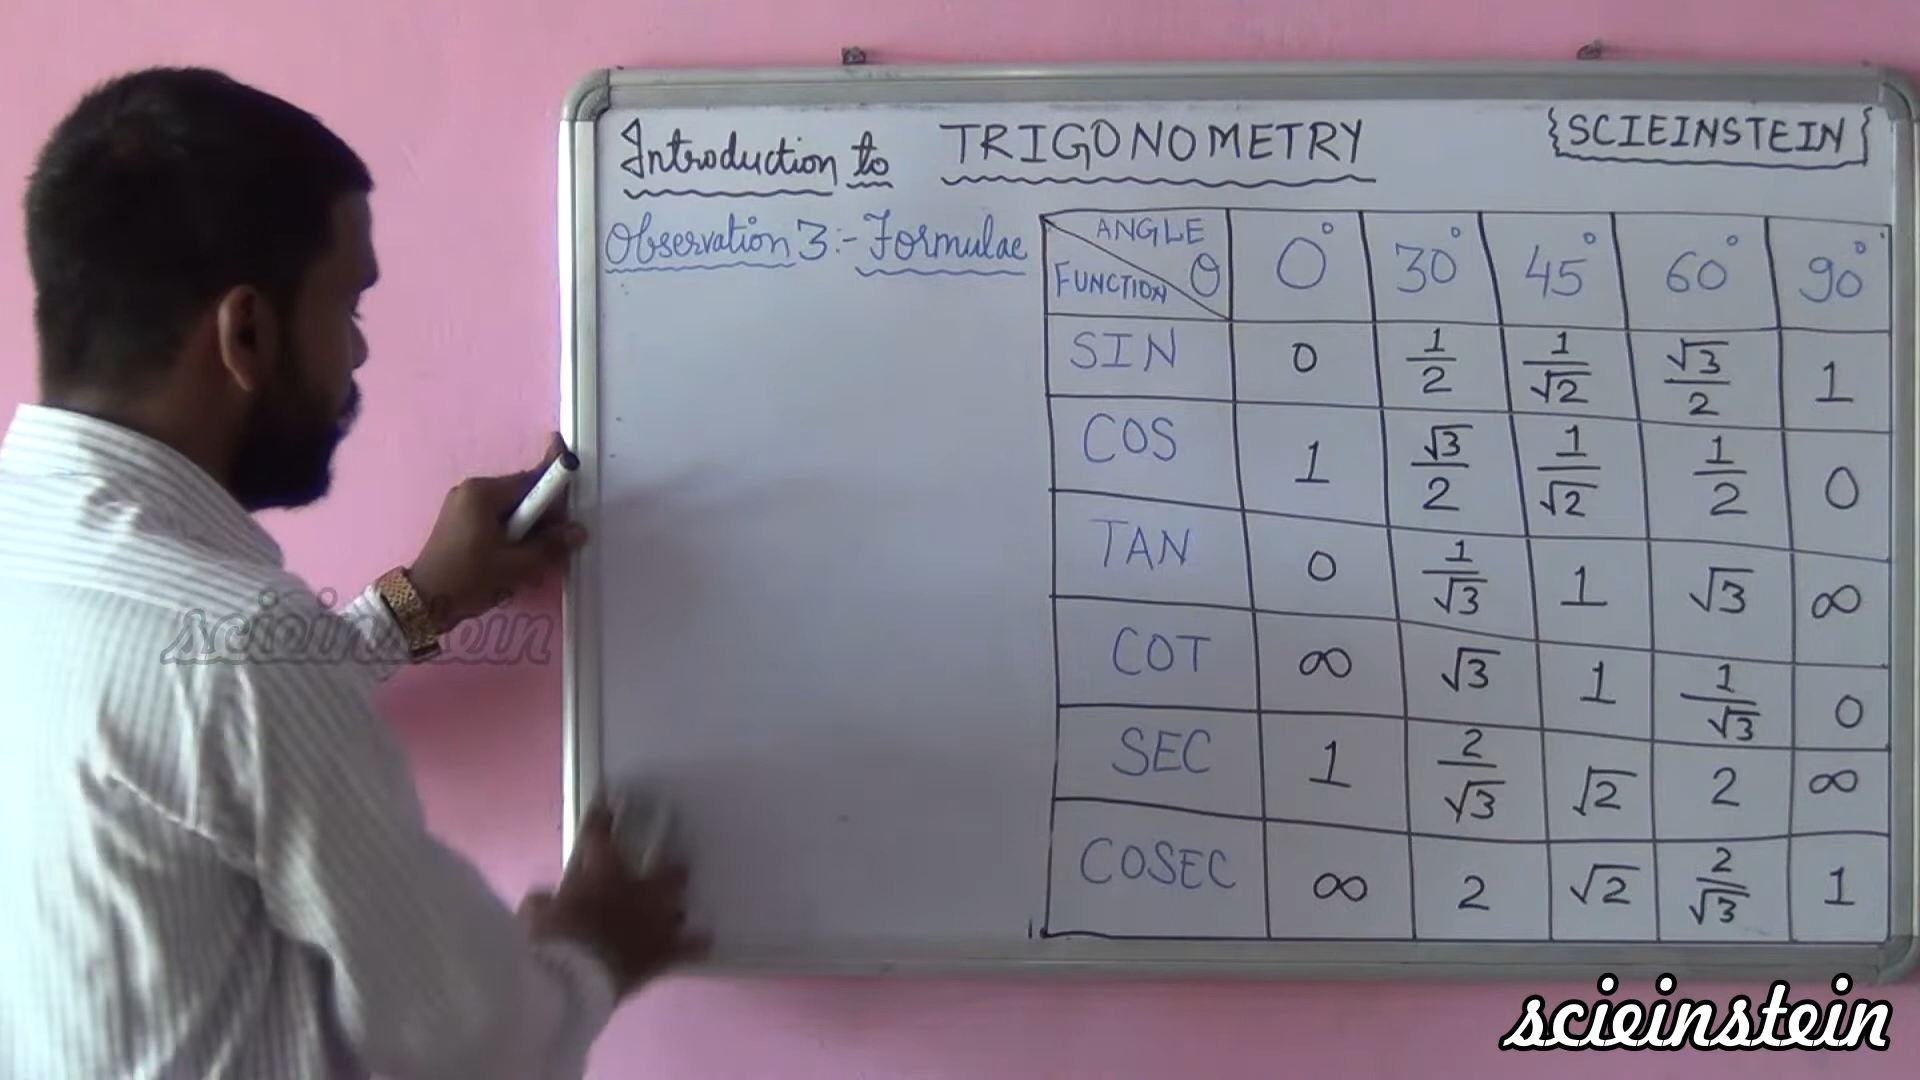 Introduction to TRIGONOMETRY {SCIEINSTEIN}
Observation 3:- Formulae
ANGLE θ FUNCTION 0° 30° 45° 60° 90°
SIN 0 1/2 1/√2 √3/2 1
COS 1 √3/2 1/√2 1/2 0
TAN 0 1/√3 1 √3 ∞
COT ∞ √3 1 1/√3 0
SEC 1 2/√3 √2 2 ∞
COSEC ∞ 2 √2 2/√3 1
scieinstein
scieinstein